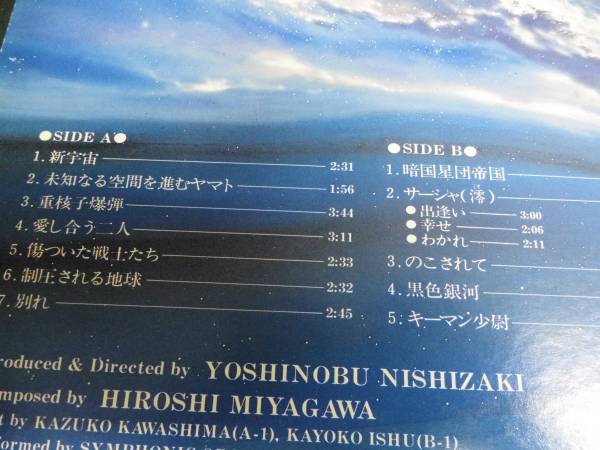 ●SIDE A●
1. 新宇宙 2:31
2. 未知なる空間を進むヤマト 1:56
3. 重核子爆弾 3:44
4. 愛し合う二人 3:11
5. 傷ついた戦士たち 2:33
6. 制圧される地球 2:32
7. 別れ 2:45
●SIDE B●
1. 暗国星団帝国
2. サーシャ(澪)
みお
●出逢い 3:00
●幸せ 2:06
●わかれ 2:11
3. のこされて
4. 黒色銀河
5: キーマン少尉
roduced & Directed by YOSHINOBU NISHIZAKI
mposed by HIROSHI MIYAGAWA
by KAZUKO KAWASHIMA(A-1), KAYOKO ISHU(B-1)
formed by SYMPHONIC